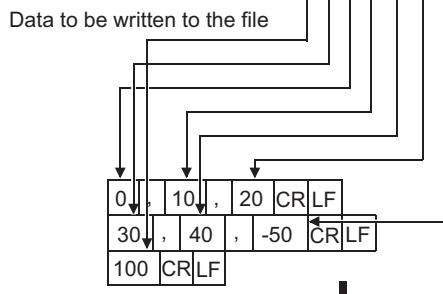 Data to be written to the file
0 , 10 , 20 CR LF
30 , 40 , -50 CR LF
100 CR LF